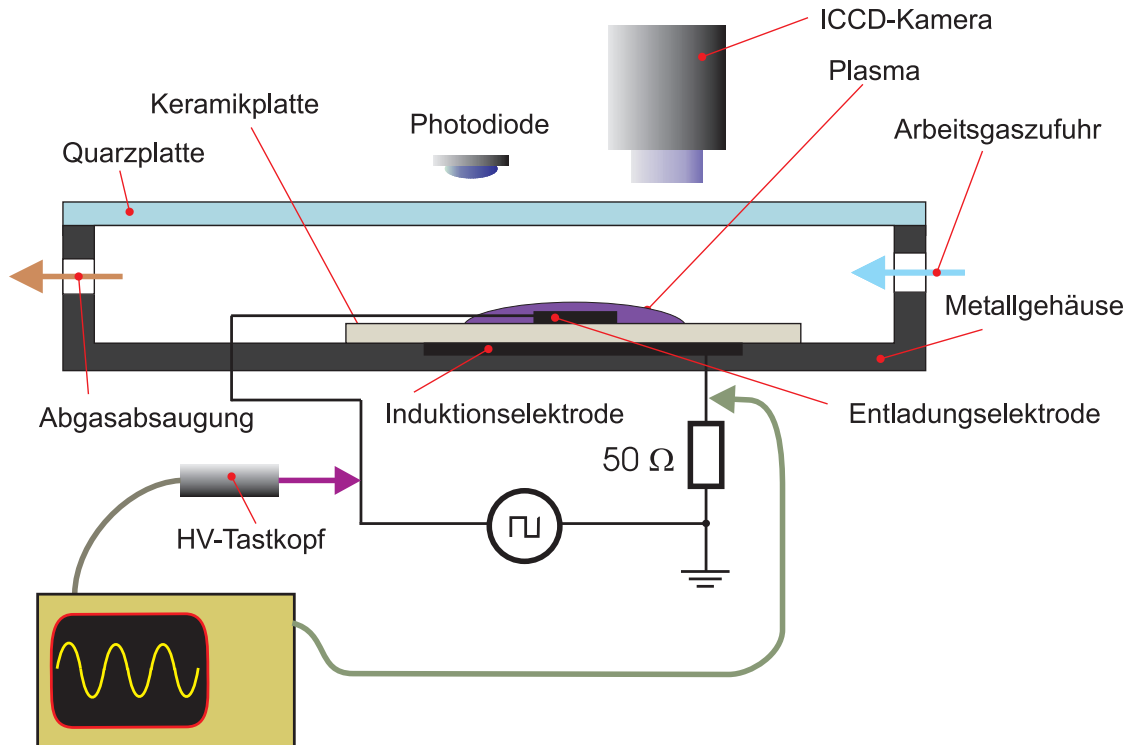 ICCD-Kamera
Plasma
Keramikplatte
Photodiode
Arbeitsgaszufuhr
Quarzplatte
Metallgehäuse
Abgasabsaugung
Induktionselektrode
Entladungselektrode
50 Ω
HV-Tastkopf